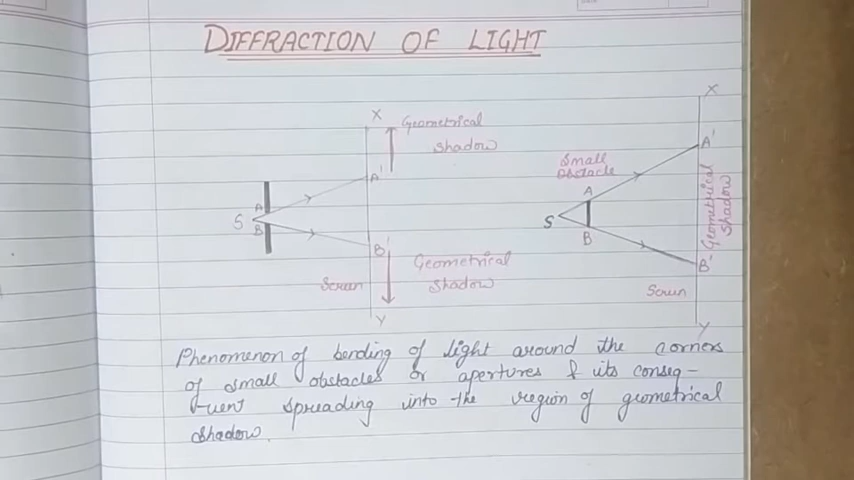 DIFFRACTION OF LIGHT
X
Geometrical
Shadow
A'
A
S
B
B'
Geometrical
Shadow
Screen
Y
X
A'
Small
Obstacle
A
S
B
Geometrical
Shadow
B'
Screen
Y
Phenomenon of bending of light around the corners
of small obstacles or apertures & its conseq-
uent spreading into the region of geometrical
shadow.